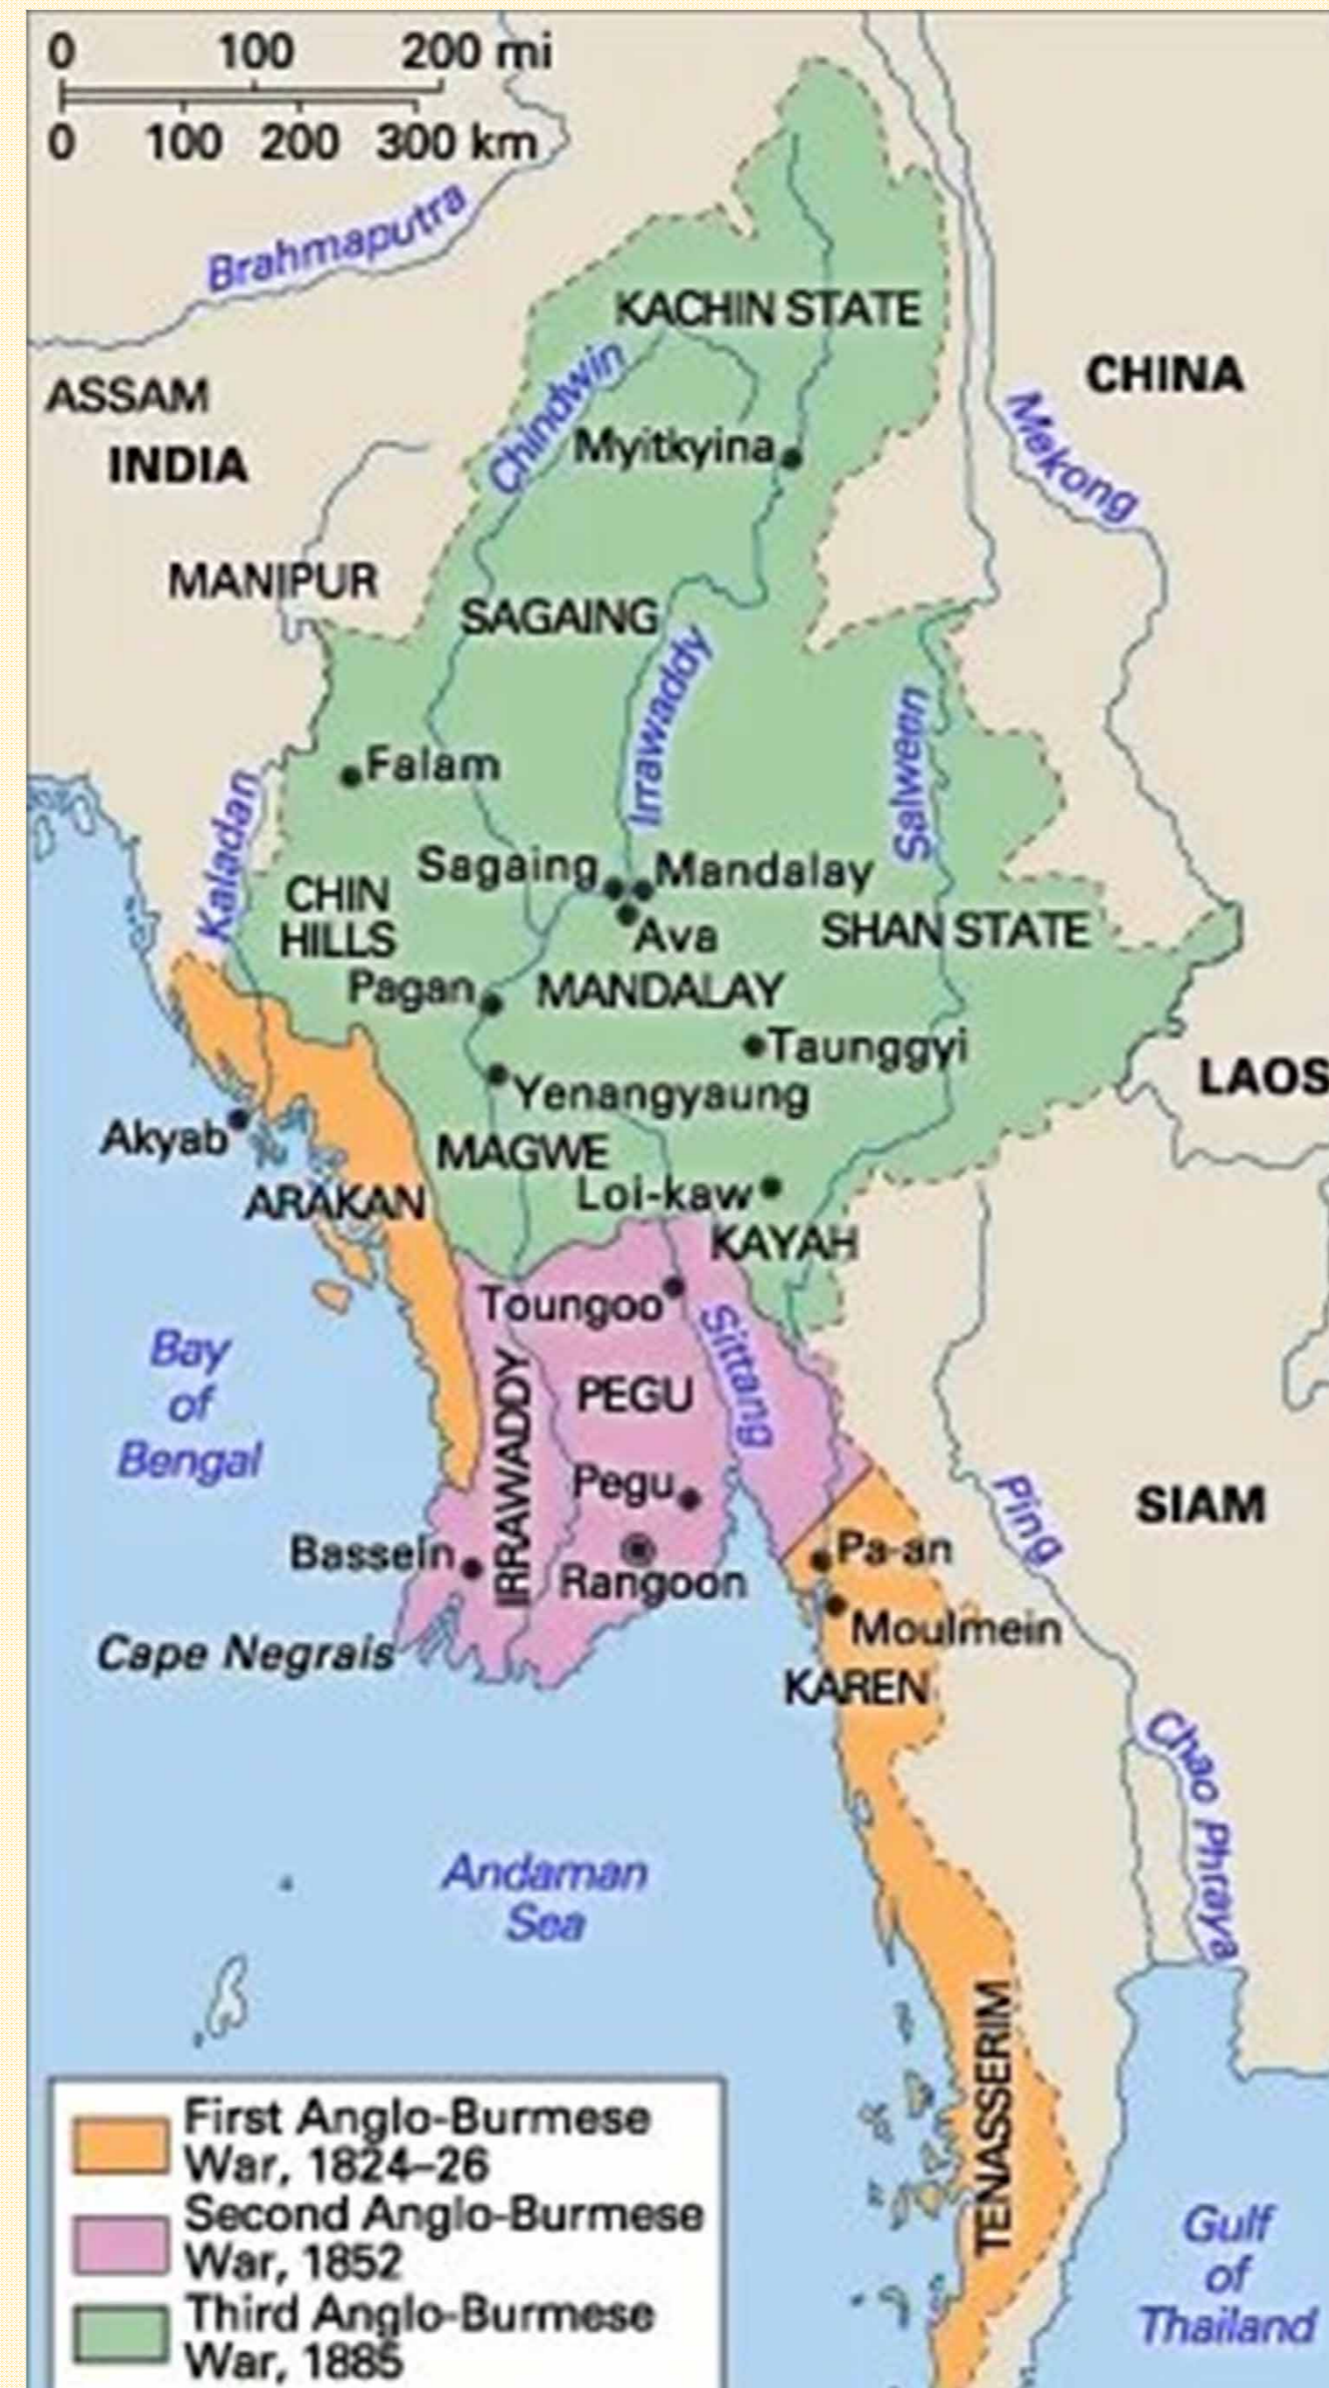 0 100 200 mi
0 100 200 300 km
Brahmaputra
KACHIN STATE
CHINA
ASSAM
Chindwin
Mekong
INDIA
Myitkyina
MANIPUR
SAGAING
Irrawaddy
Salween
Falam
Kaladan
Sagaing
Mandalay
CHIN
HILLS
Ava
SHAN STATE
Pagan
MANDALAY
Taunggyi
LAOS
Yenangyaung
Akyab
MAGWE
Loi-kaw
ARAKAN
KAYAH
Toungoo
Sittang
Bay
of
Bengal
PEGU
IRRAWADDY
Pegu
Ping
SIAM
Bassein
Rangoon
Pa-an
Cape Negrais
Moulmein
KAREN
Chao Phraya
Andaman
Sea
TENASSERIM
First Anglo-Burmese
War, 1824–26
Second Anglo-Burmese
War, 1852
Third Anglo-Burmese
War, 1885
Gulf
of
Thailand